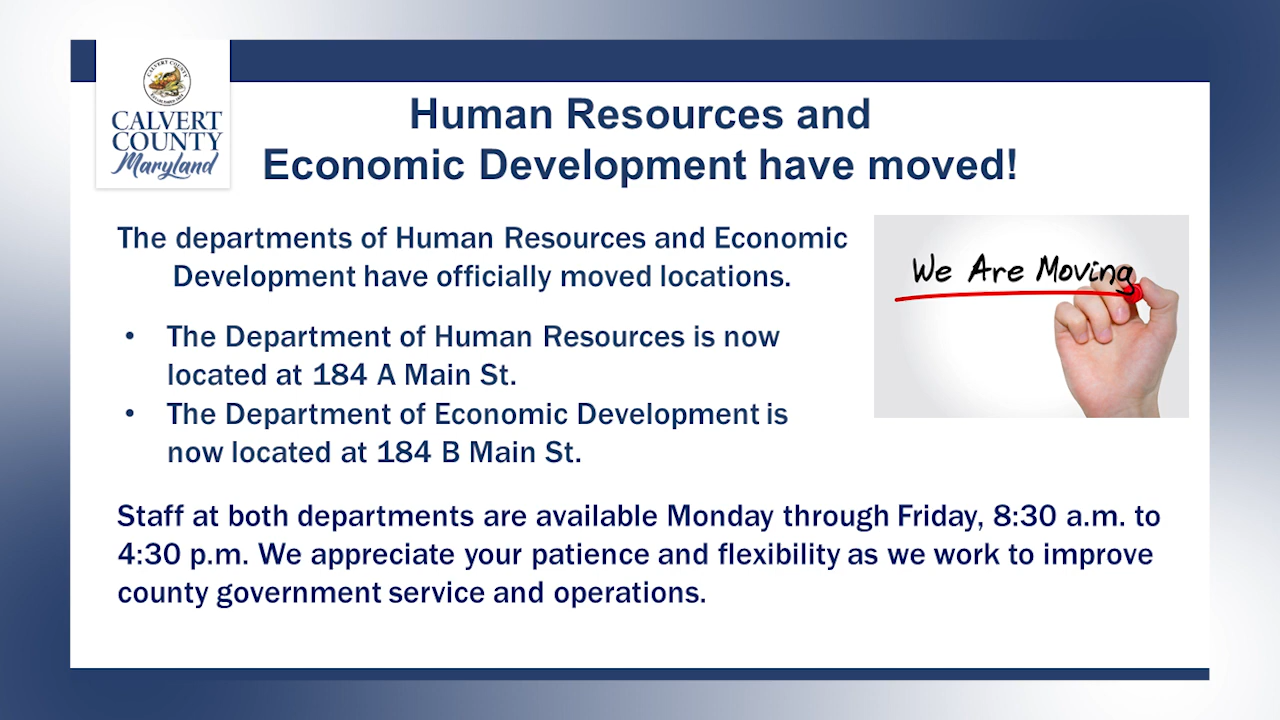 CALVERT COUNTY
CALVERT
COUNTY
Maryland
Human Resources and
Economic Development have moved!
The departments of Human Resources and Economic
Development have officially moved locations.
We Are Moving
• The Department of Human Resources is now
located at 184 A Main St.
• The Department of Economic Development is
now located at 184 B Main St.
Staff at both departments are available Monday through Friday, 8:30 a.m. to
4:30 p.m. We appreciate your patience and flexibility as we work to improve
county government service and operations.